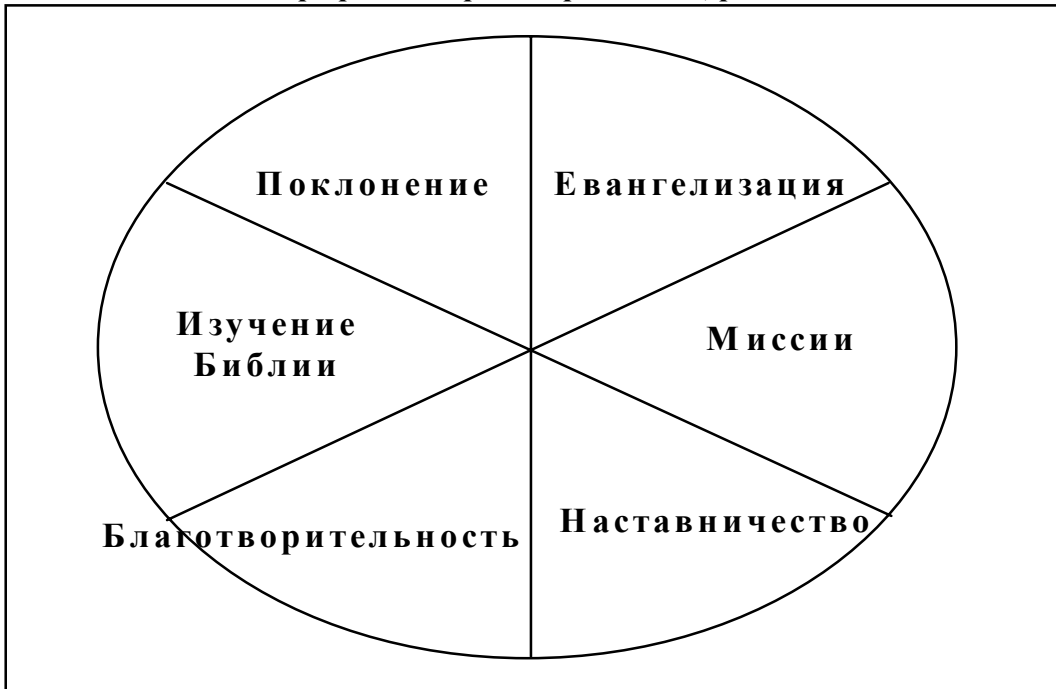 Поклонение
Евангелизация
Изучение
Библии
Миссии
Благотворительность
Наставничество